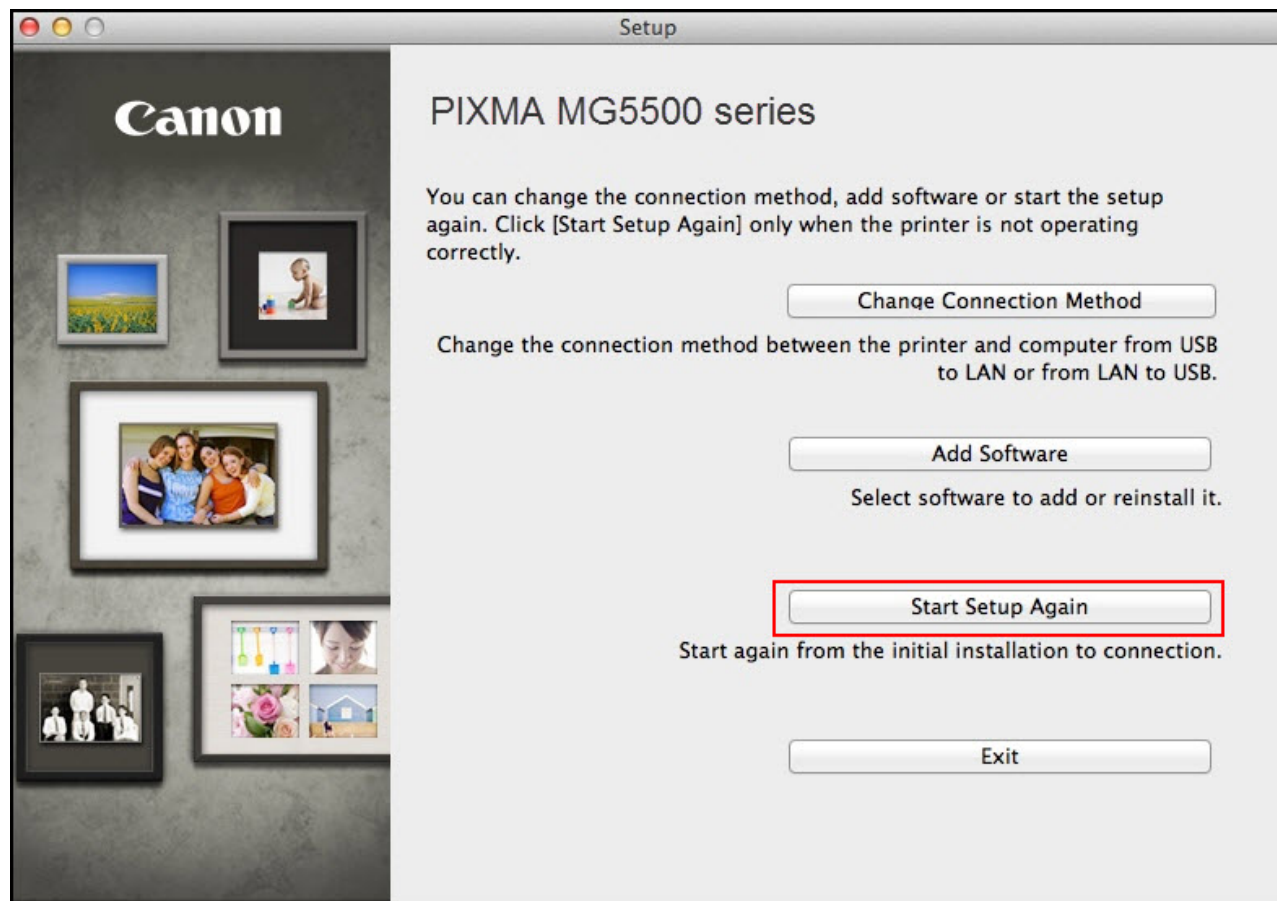 Setup
Canon
PIXMA MG5500 series
You can change the connection method, add software or start the setup
again. Click [Start Setup Again] only when the printer is not operating
correctly.
Change Connection Method
Change the connection method between the printer and computer from USB
to LAN or from LAN to USB.
Add Software
Select software to add or reinstall it.
Start Setup Again
Start again from the initial installation to connection.
Exit